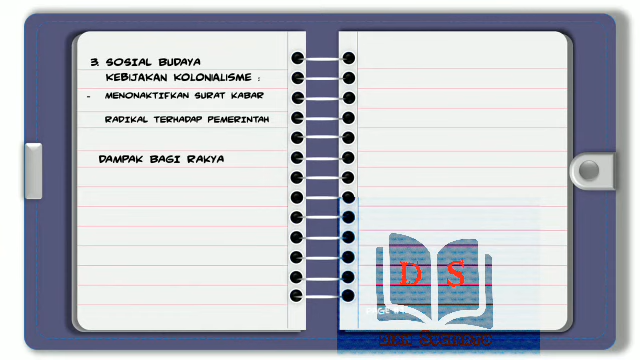 3. SOSIAL BUDAYA
KEBIJAKAN KOLONIALISME :
- MENONAKTIFKAN SURAT KABAR
RADIKAL TERHADAP PEMERINTAH
DAMPAK BAGI RAKYA
D S